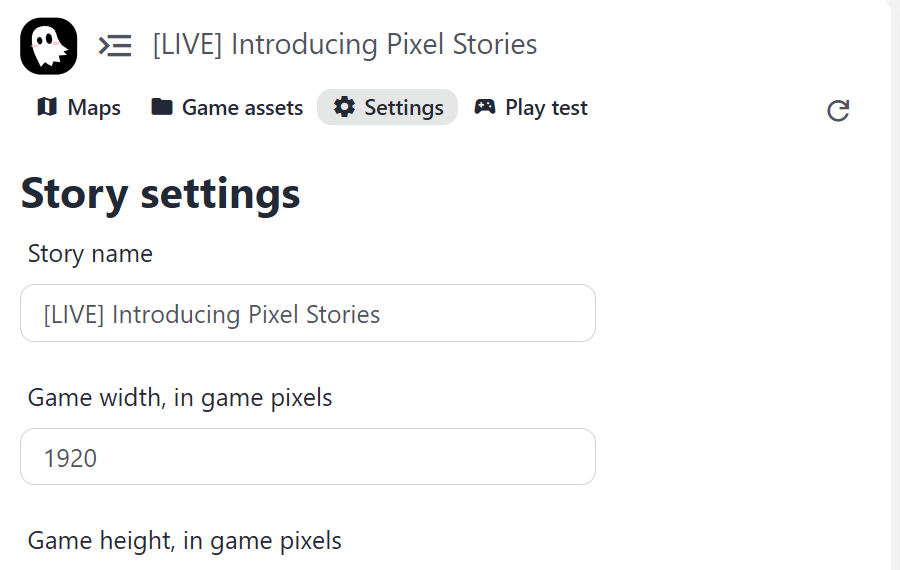 [LIVE] Introducing Pixel Stories
Maps Game assets Settings Play test
Story settings
Story name
[LIVE] Introducing Pixel Stories
Game width, in game pixels
1920
Game height, in game pixels